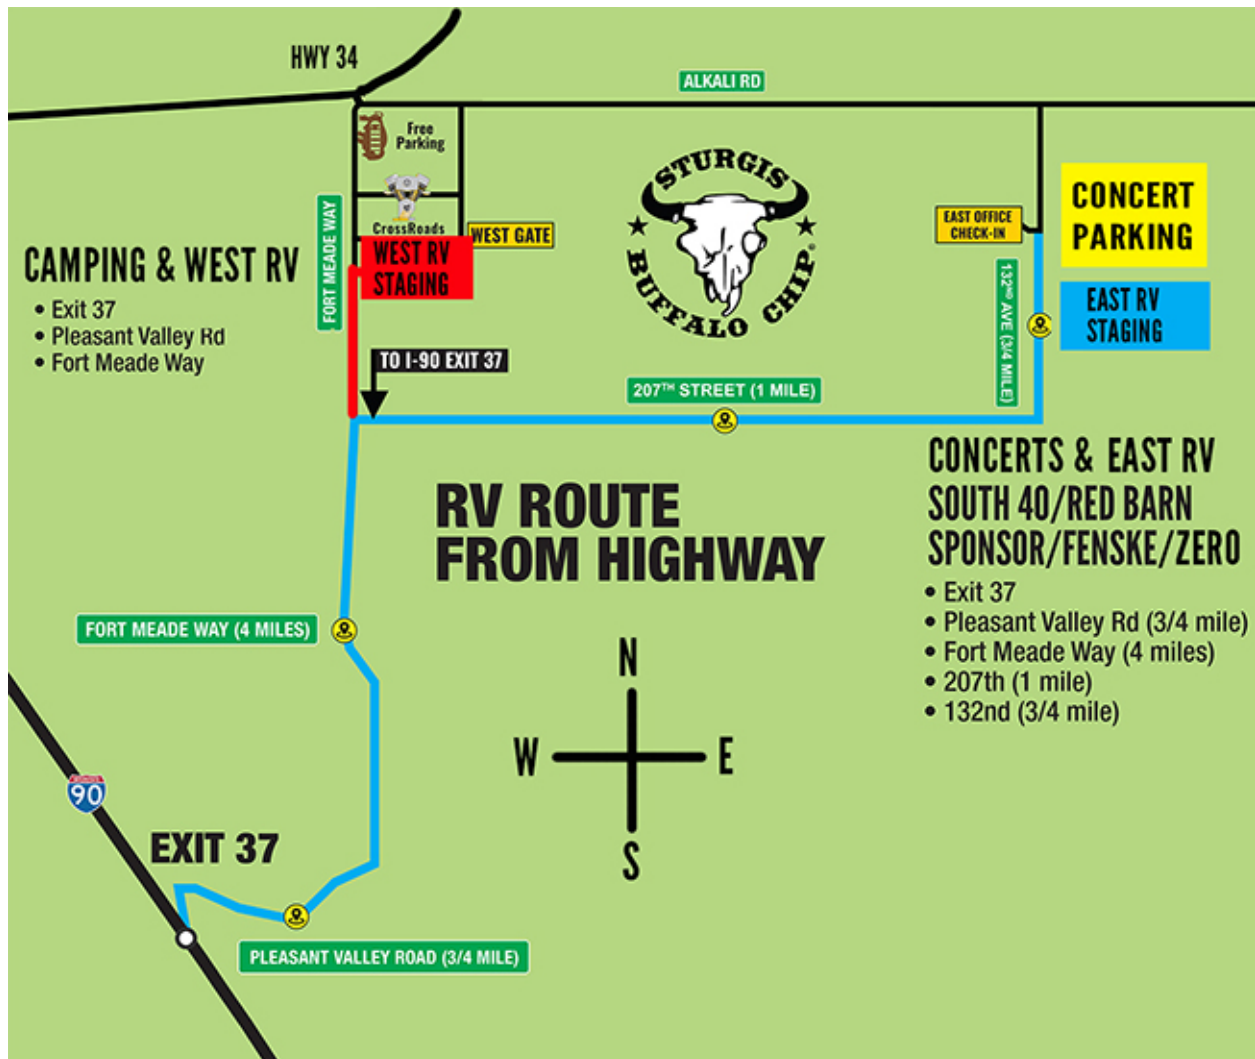 HWY 34
ALKALI RD
Free
Parking
CrossRoads
FORT MEADE WAY
WEST GATE
WEST RV
STAGING
STURGIS
BUFFALO CHIP®
EAST OFFICE
CHECK-IN
CONCERT
PARKING
132ND AVE (3/4 MILE)
EAST RV
STAGING
CAMPING & WEST RV
• Exit 37
• Pleasant Valley Rd
• Fort Meade Way
TO I-90 EXIT 37
207TH STREET (1 MILE)
RV ROUTE
FROM HIGHWAY
CONCERTS & EAST RV
SOUTH 40/RED BARN
SPONSOR/FENSKE/ZERO
• Exit 37
• Pleasant Valley Rd (3/4 mile)
• Fort Meade Way (4 miles)
• 207th (1 mile)
• 132nd (3/4 mile)
FORT MEADE WAY (4 MILES)
N
W
E
S
90
EXIT 37
PLEASANT VALLEY ROAD (3/4 MILE)